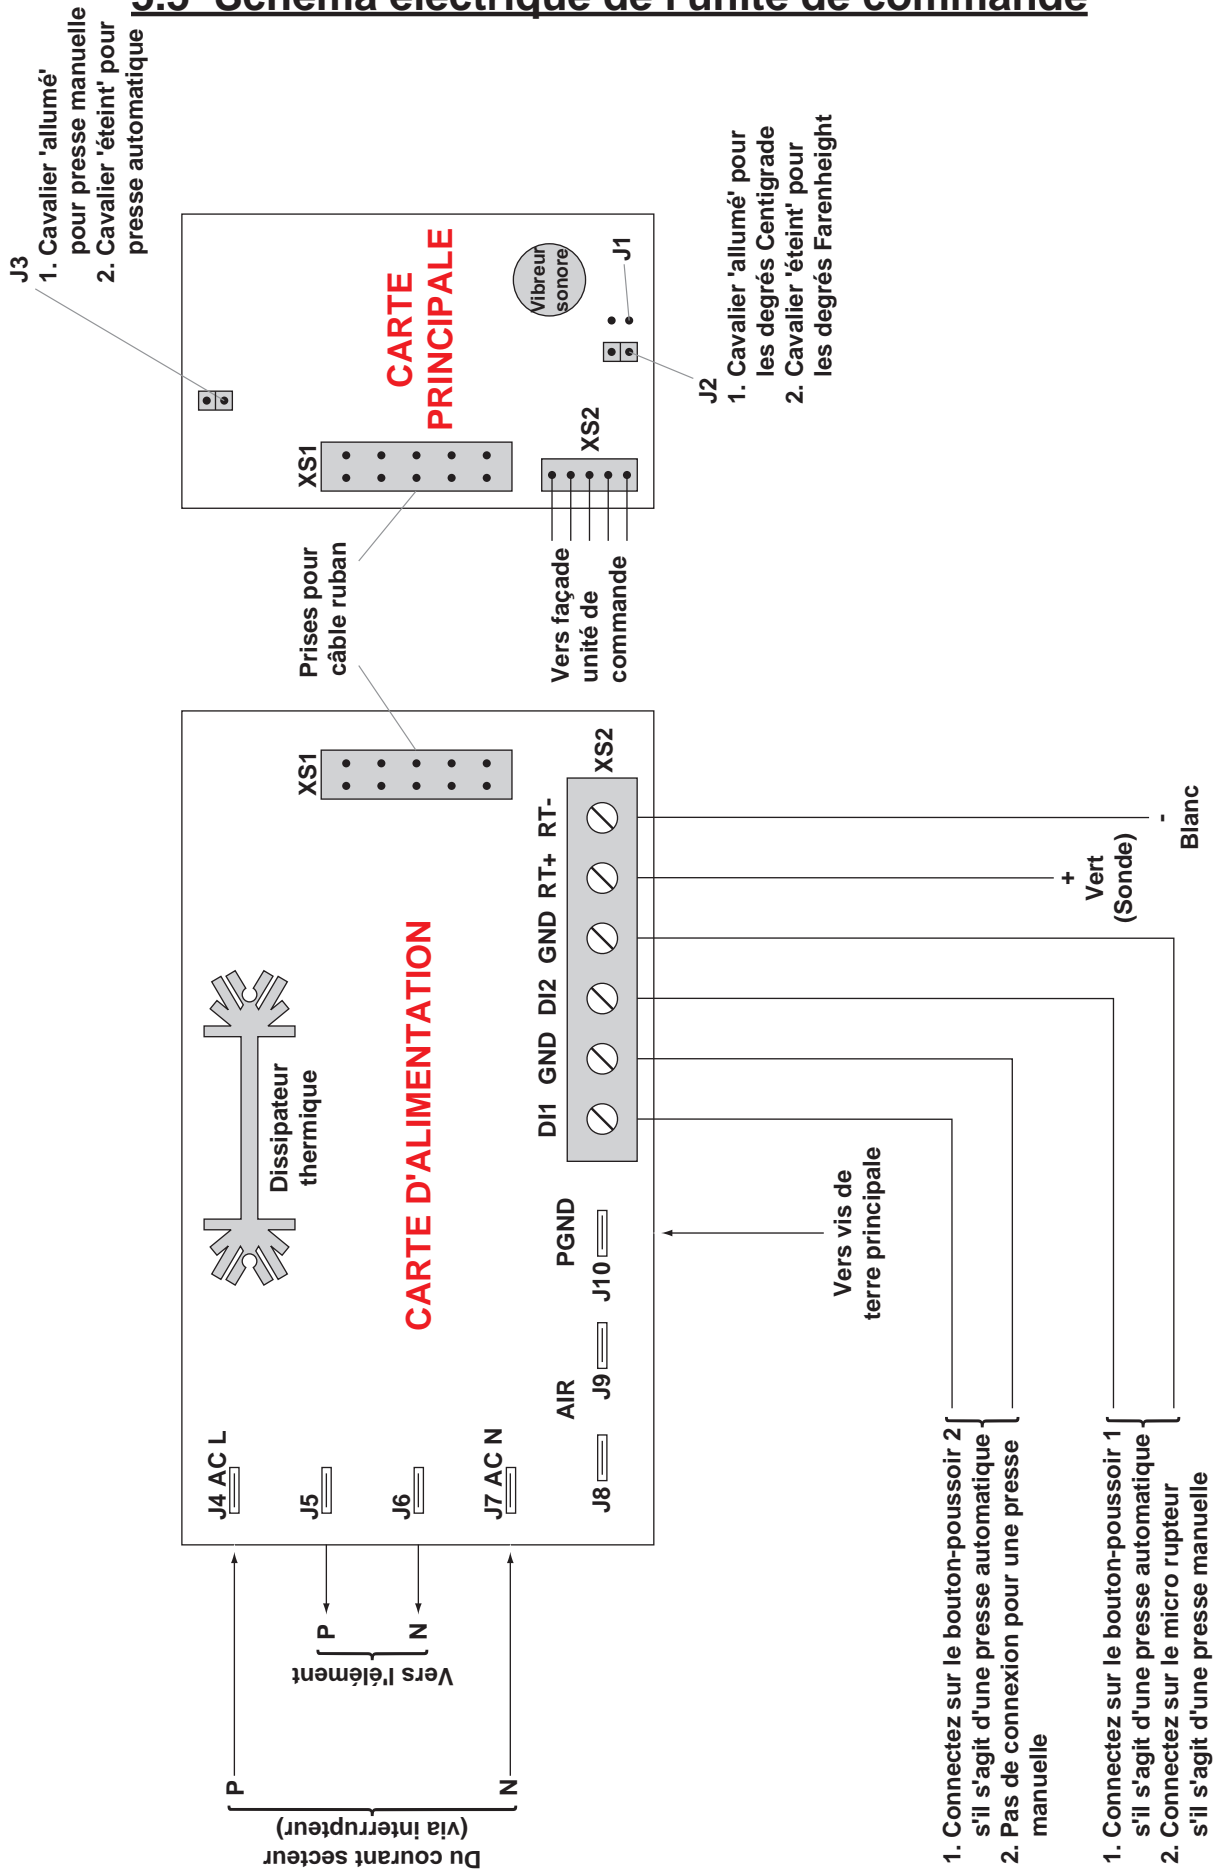 5.5 Schéma électrique de l'unité de commande
J3
1. Cavalier 'allumé'
pour presse manuelle
2. Cavalier 'éteint' pour
presse automatique
CARTE
PRINCIPALE
Vibreur
sonore
J1
J2
1. Cavalier 'allumé' pour
les degrés Centigrade
2. Cavalier 'éteint' pour
les degrés Farenheight
XS1
XS2
Prises pour
câble ruban
Vers façade
unité de
commande
XS1
XS2
CARTE D'ALIMENTATION
Dissipateur
thermique
DI1
GND
DI2
GND
RT+
RT-
+
Vert
(Sonde)
-
Blanc
J4 AC L
J5
J6
J7 AC N
J8
AIR
J9
PGND
J10
Vers vis de
terre principale
P
N
Vers l'élément
P
N
Du courant secteur
(via interrupteur)
1. Connectez sur le bouton-poussoir 2
s'il s'agit d'une presse automatique
2. Pas de connexion pour une presse
manuelle
1. Connectez sur le bouton-poussoir 1
s'il s'agit d'une presse automatique
2. Connectez sur le micro rupteur
s'il s'agit d'une presse manuelle